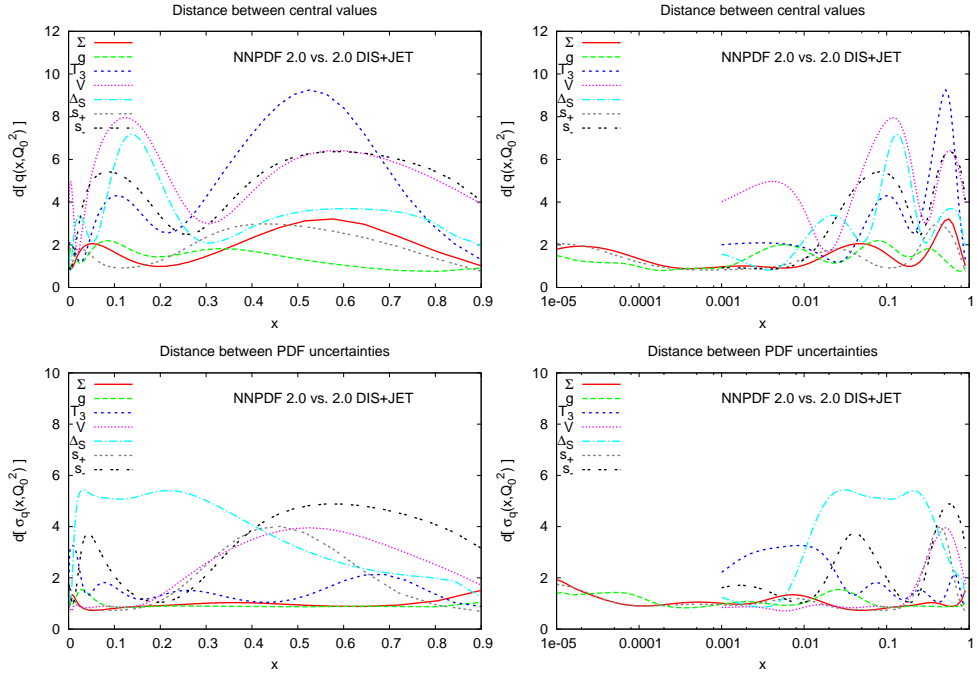 Distance between central values
NNPDF 2.0 vs. 2.0 DIS+JET
Σ
g
T3
V
ΔS
s+
s-
d[ q(x,Q0^2) ]
12
10
8
6
4
2
0
0 0.1 0.2 0.3 0.4 0.5 0.6 0.7 0.8 0.9
x
Distance between central values
NNPDF 2.0 vs. 2.0 DIS+JET
Σ
g
T3
V
ΔS
s+
s-
d[ q(x,Q0^2) ]
12
10
8
6
4
2
0
1e-05 0.0001 0.001 0.01 0.1 1
x
Distance between PDF uncertainties
NNPDF 2.0 vs. 2.0 DIS+JET
Σ
g
T3
V
ΔS
s+
s-
d[ σq(x,Q0^2) ]
10
8
6
4
2
0
0 0.1 0.2 0.3 0.4 0.5 0.6 0.7 0.8 0.9
x
Distance between PDF uncertainties
NNPDF 2.0 vs. 2.0 DIS+JET
Σ
g
T3
V
ΔS
s+
s-
d[ σq(x,Q0^2) ]
10
8
6
4
2
0
1e-05 0.0001 0.001 0.01 0.1 1
x